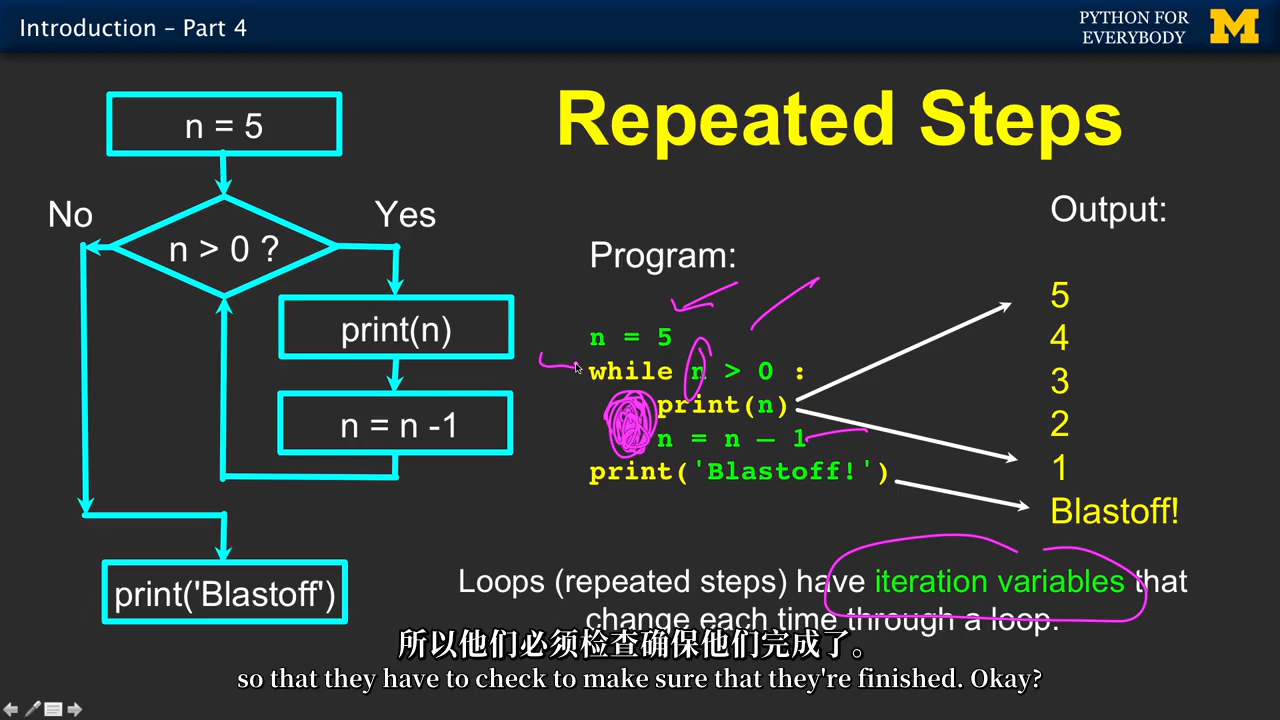 Introduction – Part 4
PYTHON FOR
EVERYBODY
M
Repeated Steps
n = 5
No
Yes
n > 0 ?
print(n)
n = n -1
print('Blastoff')
Program:
n = 5
while n > 0 :
print(n)
n = n – 1
print('Blastoff!')
Output:
5
4
3
2
1
Blastoff!
Loops (repeated steps) have iteration variables that
change each time through a loop.
所以他们必须检查确保他们完成了。
so that they have to check to make sure that they're finished. Okay?